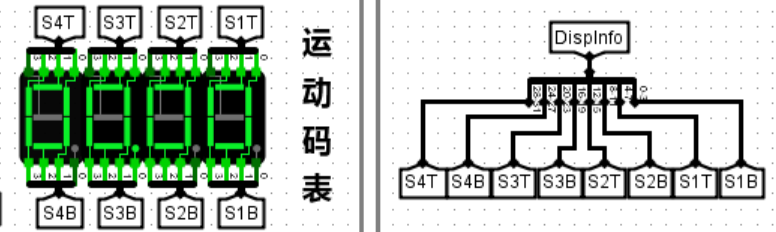 S4T S3T S2T S1T
运
动
码
表
S4B S3B S2B S1B
DispInfo
S4T S4B S3T S3B S2T S2B S1T S1B